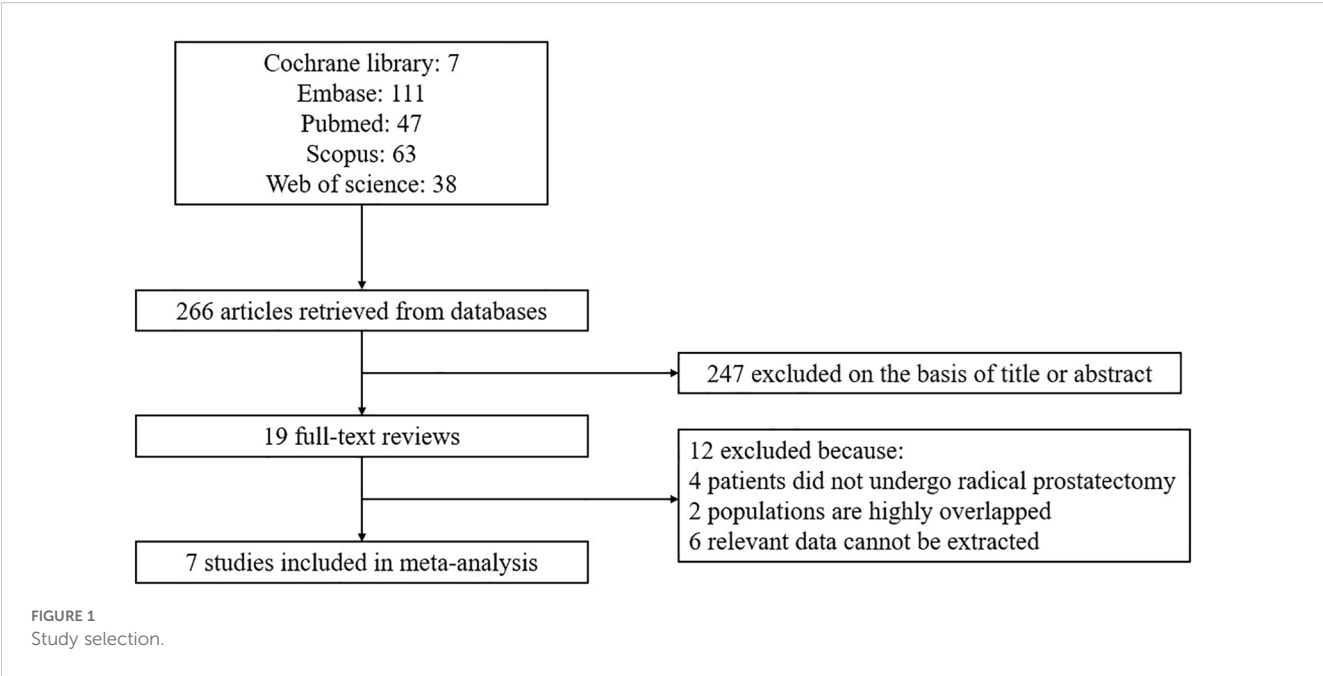 Cochrane library: 7
Embase: 111
Pubmed: 47
Scopus: 63
Web of science: 38
266 articles retrieved from databases
247 excluded on the basis of title or abstract
19 full-text reviews
12 excluded because:
4 patients did not undergo radical prostatectomy
2 populations are highly overlapped
6 relevant data cannot be extracted
7 studies included in meta-analysis
FIGURE 1
Study selection.